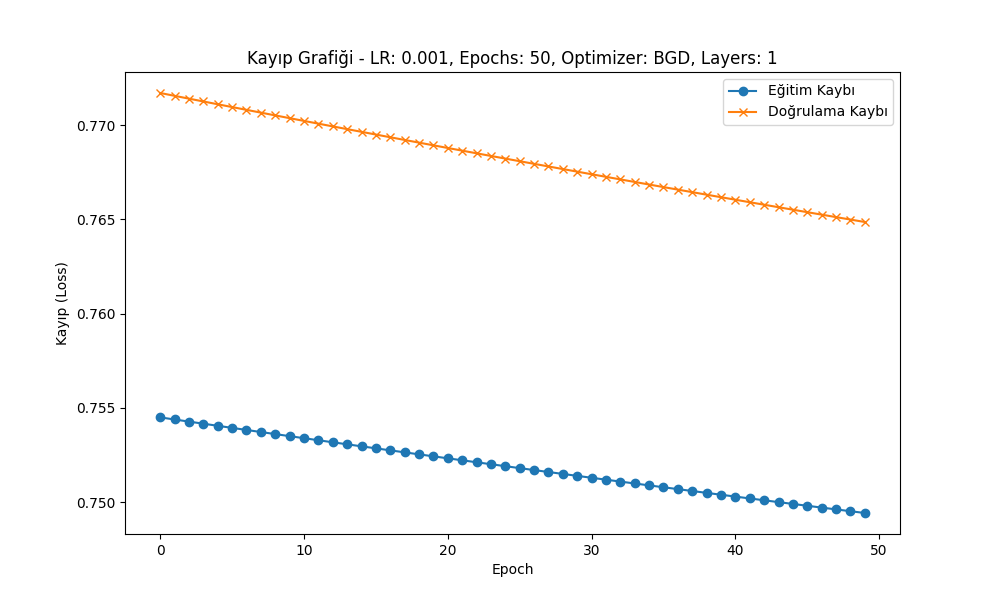 Kayıp Grafiği - LR: 0.001, Epochs: 50, Optimizer: BGD, Layers: 1
Eğitim Kaybı
Doğrulama Kaybı
Kayıp (Loss)
0.770
0.765
0.760
0.755
0.750
0 10 20 30 40 50
Epoch